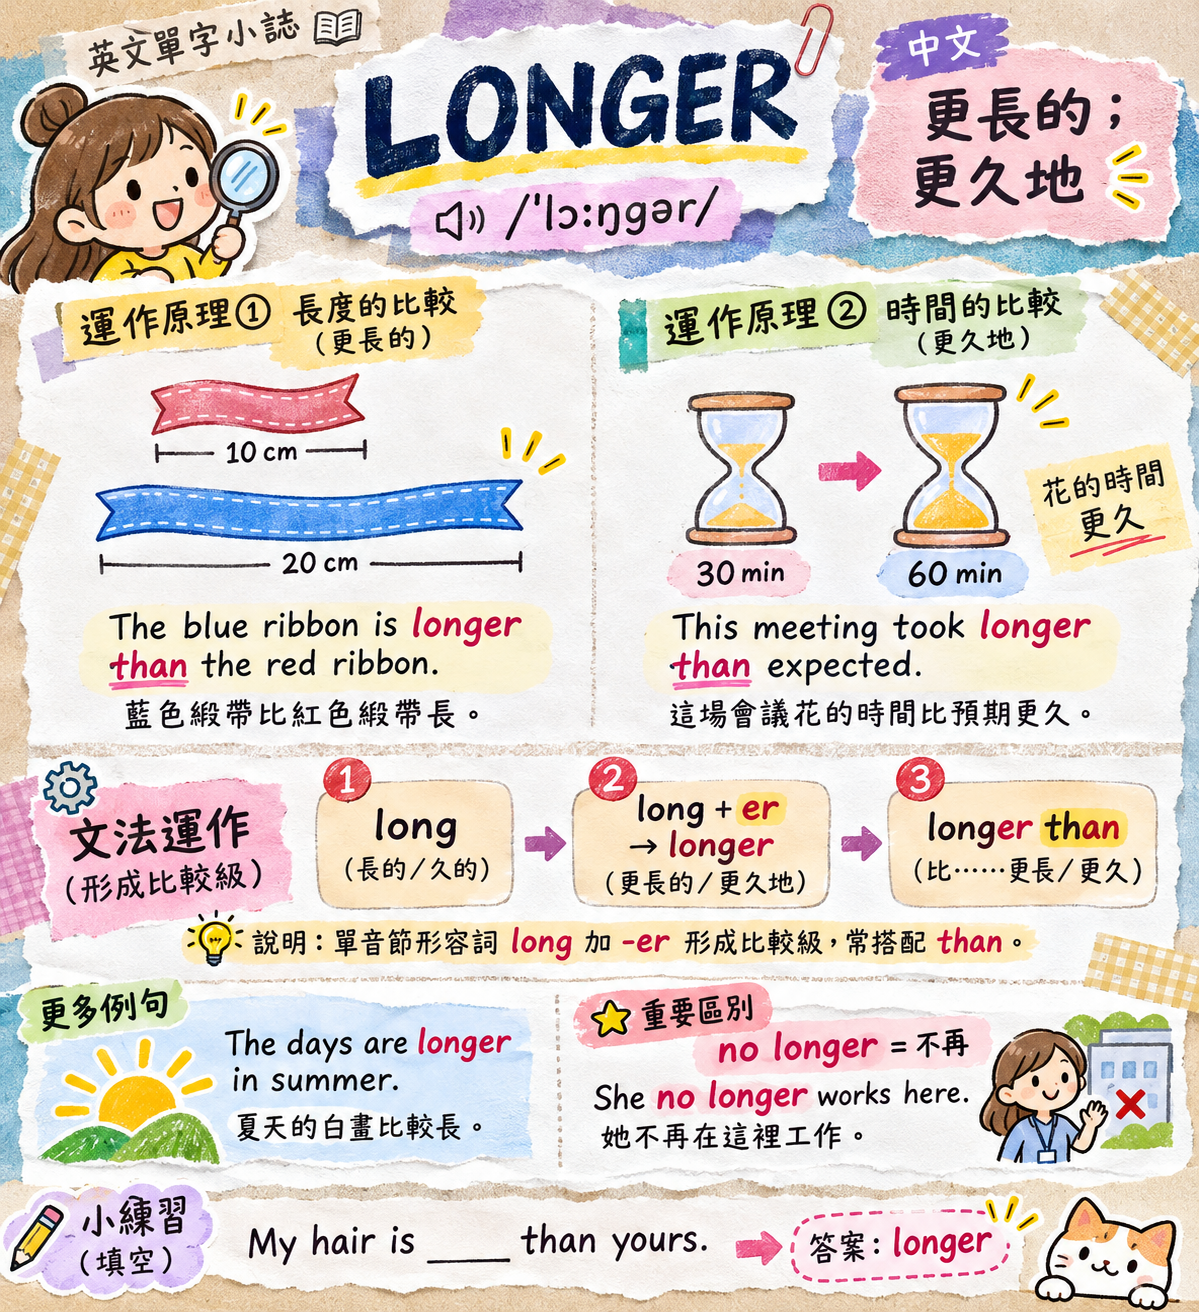 英文單字小誌
LONGER
/ˈlɔːŋgər/
中文
更長的；
更久地
運作原理① 長度的比較
（更長的）
10 cm
20 cm
The blue ribbon is longer
than the red ribbon.
藍色緞帶比紅色緞帶長。
運作原理② 時間的比較
（更久地）
30 min
60 min
花的時間
更久
This meeting took longer
than expected.
這場會議花的時間比預期更久。
文法運作
（形成比較級）
1
long
（長的／久的）
2
long + er
→ longer
（更長的／更久地）
3
longer than
（比⋯⋯更長／更久）
說明：單音節形容詞 long 加 -er 形成比較級，常搭配 than。
更多例句
The days are longer
in summer.
夏天的白晝比較長。
重要區別
no longer = 不再
She no longer works here.
她不再在這裡工作。
小練習
（填空）
My hair is ____ than yours.
答案：longer